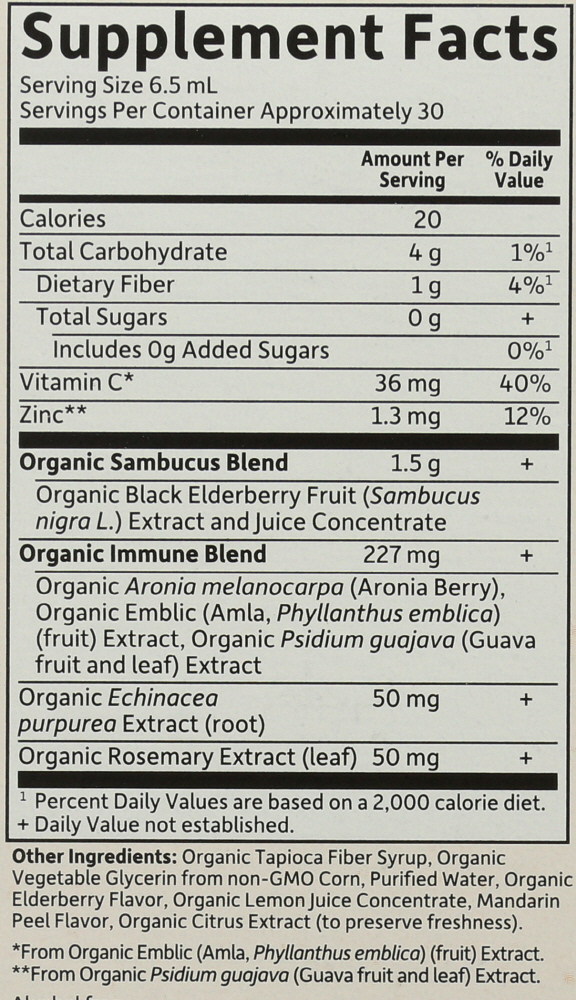 Supplement Facts
Serving Size 6.5 mL
Servings Per Container Approximately 30
Amount Per Serving % Daily Value
Calories 20
Total Carbohydrate 4 g 1%¹
Dietary Fiber 1 g 4%¹
Total Sugars 0 g +
Includes 0g Added Sugars 0%¹
Vitamin C* 36 mg 40%
Zinc** 1.3 mg 12%
Organic Sambucus Blend 1.5 g +
Organic Black Elderberry Fruit (Sambucus
nigra L.) Extract and Juice Concentrate
Organic Immune Blend 227 mg +
Organic Aronia melanocarpa (Aronia Berry),
Organic Emblic (Amla, Phyllanthus emblica)
(fruit) Extract, Organic Psidium guajava (Guava
fruit and leaf) Extract
Organic Echinacea 50 mg +
purpurea Extract (root)
Organic Rosemary Extract (leaf) 50 mg +
¹ Percent Daily Values are based on a 2,000 calorie diet.
+ Daily Value not established.
Other Ingredients: Organic Tapioca Fiber Syrup, Organic
Vegetable Glycerin from non-GMO Corn, Purified Water, Organic
Elderberry Flavor, Organic Lemon Juice Concentrate, Mandarin
Peel Flavor, Organic Citrus Extract (to preserve freshness).
*From Organic Emblic (Amla, Phyllanthus emblica) (fruit) Extract.
**From Organic Psidium guajava (Guava fruit and leaf) Extract.